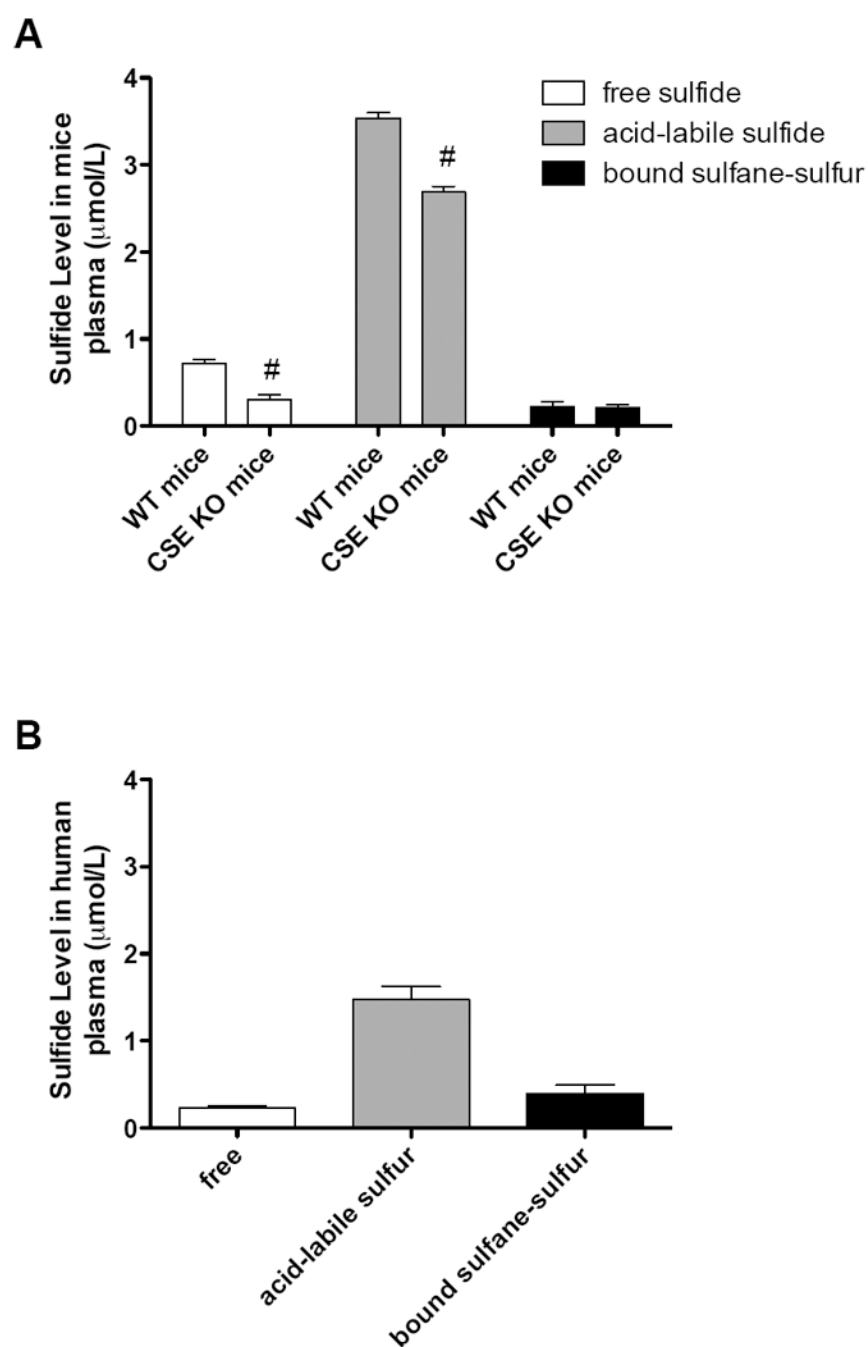 A
Sulfide Level in mice
plasma (μmol/L)
4
3
2
1
0
#
#
free sulfide
acid-labile sulfide
bound sulfane-sulfur
WT mice
CSE KO mice
WT mice
CSE KO mice
WT mice
CSE KO mice
B
Sulfide Level in human
plasma (μmol/L)
4
3
2
1
0
free
acid-labile sulfur
bound sulfane-sulfur